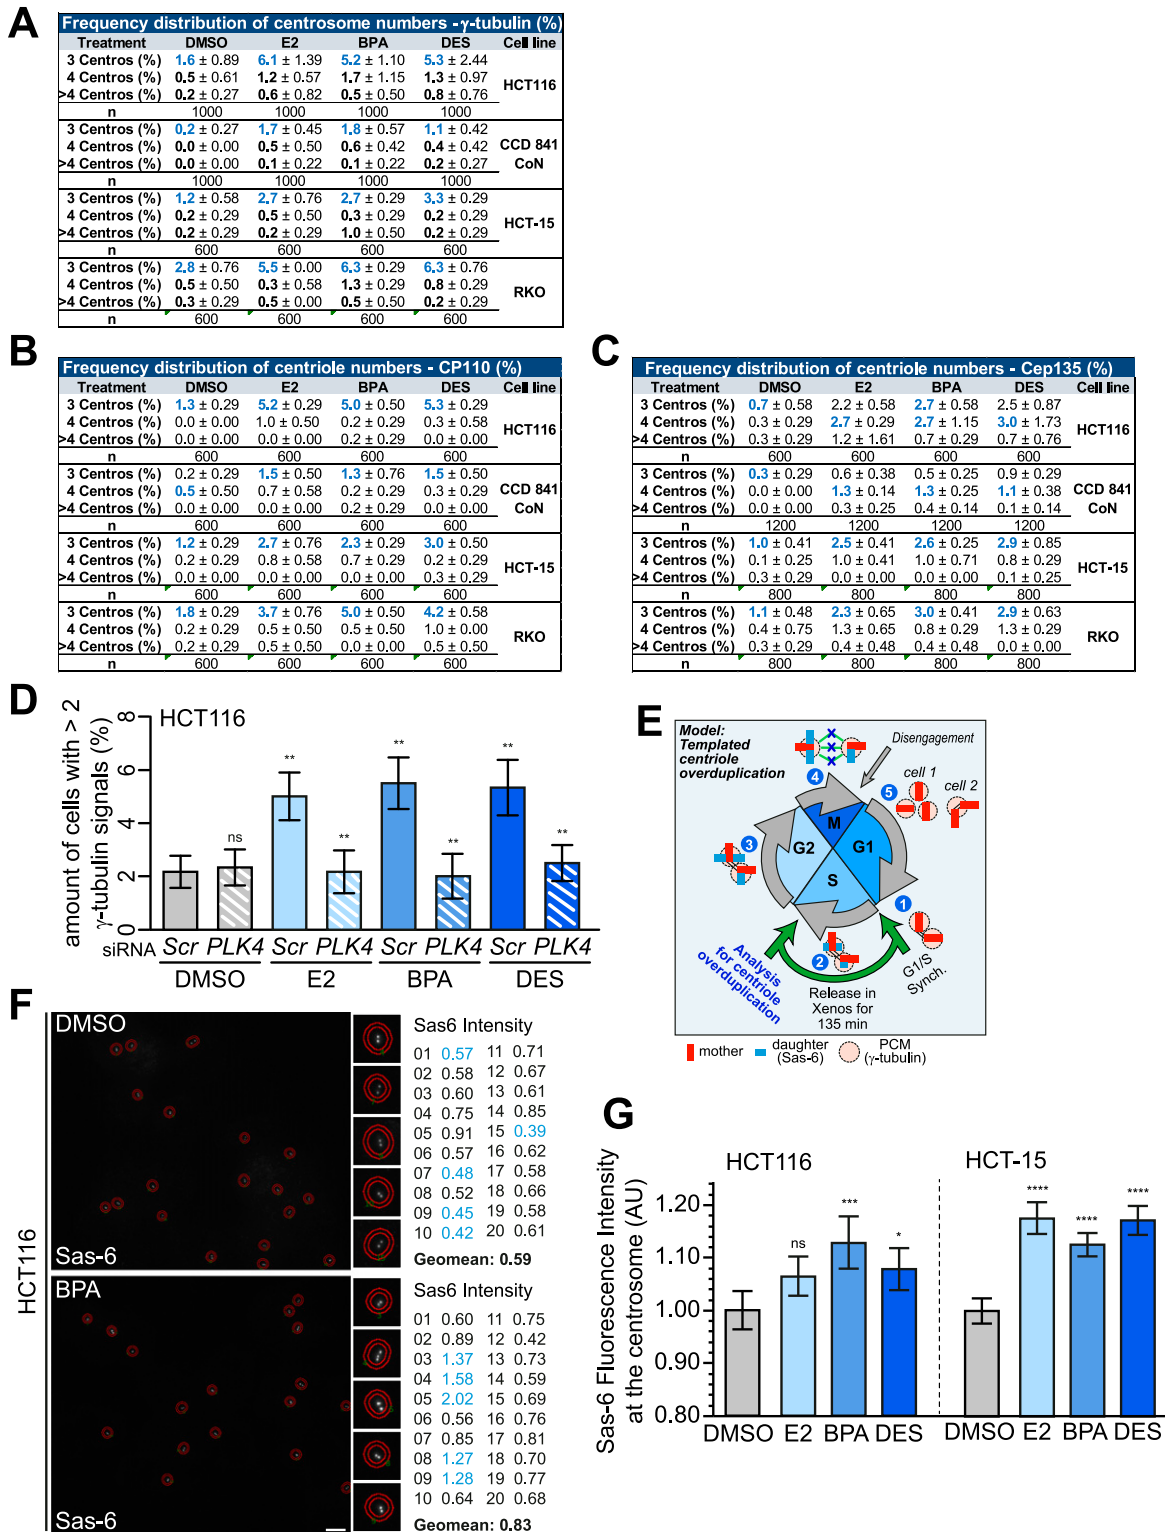 A
Frequency distribution of centrosome numbers - γ-tubulin (%)
Treatment DMSO E2 BPA DES Cell line
3 Centros (%) 1.6 ± 0.89 6.1 ± 1.39 5.2 ± 1.10 5.3 ± 2.44
4 Centros (%) 0.5 ± 0.61 1.2 ± 0.57 1.7 ± 1.15 1.3 ± 0.97 HCT116
>4 Centros (%) 0.2 ± 0.27 0.6 ± 0.82 0.5 ± 0.50 0.8 ± 0.76
n 1000 1000 1000 1000
3 Centros (%) 0.2 ± 0.27 1.7 ± 0.45 1.8 ± 0.57 1.1 ± 0.42
4 Centros (%) 0.0 ± 0.00 0.5 ± 0.50 0.6 ± 0.42 0.4 ± 0.42 CCD 841
>4 Centros (%) 0.0 ± 0.00 0.1 ± 0.22 0.1 ± 0.22 0.2 ± 0.27 CoN
n 1000 1000 1000 1000
3 Centros (%) 1.2 ± 0.58 2.7 ± 0.76 2.7 ± 0.29 3.3 ± 0.29
4 Centros (%) 0.2 ± 0.29 0.5 ± 0.50 0.3 ± 0.29 0.2 ± 0.29 HCT-15
>4 Centros (%) 0.2 ± 0.29 0.2 ± 0.29 1.0 ± 0.50 0.2 ± 0.29
n 600 600 600 600
3 Centros (%) 2.8 ± 0.76 5.5 ± 0.00 6.3 ± 0.29 6.3 ± 0.76
4 Centros (%) 0.5 ± 0.50 0.3 ± 0.58 1.3 ± 0.29 0.8 ± 0.29 RKO
>4 Centros (%) 0.3 ± 0.29 0.5 ± 0.00 0.5 ± 0.50 0.2 ± 0.29
n 600 600 600 600
B
Frequency distribution of centriole numbers - CP110 (%)
Treatment DMSO E2 BPA DES Cell line
3 Centros (%) 1.3 ± 0.29 5.2 ± 0.29 5.0 ± 0.50 5.3 ± 0.29
4 Centros (%) 0.0 ± 0.00 1.0 ± 0.50 0.2 ± 0.29 0.3 ± 0.58 HCT116
>4 Centros (%) 0.0 ± 0.00 0.0 ± 0.00 0.2 ± 0.29 0.0 ± 0.00
n 600 600 600 600
3 Centros (%) 0.2 ± 0.29 1.5 ± 0.50 1.3 ± 0.76 1.5 ± 0.50
4 Centros (%) 0.5 ± 0.50 0.7 ± 0.58 0.2 ± 0.29 0.3 ± 0.29 CCD 841
>4 Centros (%) 0.0 ± 0.00 0.0 ± 0.00 0.2 ± 0.29 0.0 ± 0.00 CoN
n 600 600 600 600
3 Centros (%) 1.2 ± 0.29 2.7 ± 0.76 2.3 ± 0.29 3.0 ± 0.50
4 Centros (%) 0.2 ± 0.29 0.8 ± 0.58 0.7 ± 0.29 0.2 ± 0.29 HCT-15
>4 Centros (%) 0.0 ± 0.00 0.0 ± 0.00 0.0 ± 0.00 0.3 ± 0.29
n 600 600 600 600
3 Centros (%) 1.8 ± 0.29 3.7 ± 0.76 5.0 ± 0.50 4.2 ± 0.58
4 Centros (%) 0.2 ± 0.29 0.5 ± 0.50 0.5 ± 0.50 1.0 ± 0.00 RKO
>4 Centros (%) 0.2 ± 0.29 0.5 ± 0.50 0.0 ± 0.00 0.5 ± 0.50
n 600 600 600 600
C
Frequency distribution of centriole numbers - Cep135 (%)
Treatment DMSO E2 BPA DES Cell line
3 Centros (%) 0.7 ± 0.58 2.2 ± 0.58 2.7 ± 0.58 2.5 ± 0.87
4 Centros (%) 0.3 ± 0.29 2.7 ± 0.29 2.7 ± 1.15 3.0 ± 1.73 HCT116
>4 Centros (%) 0.3 ± 0.29 1.2 ± 1.61 0.7 ± 0.29 0.7 ± 0.76
n 600 600 600 600
3 Centros (%) 0.3 ± 0.29 0.6 ± 0.38 0.5 ± 0.25 0.9 ± 0.29
4 Centros (%) 0.0 ± 0.00 1.3 ± 0.14 1.3 ± 0.25 1.1 ± 0.38 CCD 841
>4 Centros (%) 0.0 ± 0.00 0.3 ± 0.25 0.4 ± 0.14 0.1 ± 0.14 CoN
n 1200 1200 1200 1200
3 Centros (%) 1.0 ± 0.41 2.5 ± 0.41 2.6 ± 0.25 2.9 ± 0.85
4 Centros (%) 0.1 ± 0.25 1.0 ± 0.41 1.0 ± 0.71 0.8 ± 0.29 HCT-15
>4 Centros (%) 0.3 ± 0.29 0.0 ± 0.00 0.0 ± 0.00 0.1 ± 0.25
n 800 800 800 800
3 Centros (%) 1.1 ± 0.48 2.3 ± 0.65 3.0 ± 0.41 2.9 ± 0.63
4 Centros (%) 0.4 ± 0.75 1.3 ± 0.65 0.8 ± 0.29 1.3 ± 0.29 RKO
>4 Centros (%) 0.3 ± 0.29 0.4 ± 0.48 0.4 ± 0.48 0.0 ± 0.00
n 800 800 800 800
D
HCT116
amount of cells with > 2
γ-tubulin signals (%)
8
6
4
2
0
ns ** ** ** ** ** **
siRNA Scr PLK4 Scr PLK4 Scr PLK4 Scr PLK4
DMSO E2 BPA DES
E
Model:
Templated
centriole
overduplication
Disengagement
cell 1
cell 2
4
5
3
M
G2
G1
S
1
2
G1/S
Synch.
Analysis
for centriole
overduplication
Release in
Xenos for
135 min
mother
daughter
(Sas-6)
PCM
(γ-tubulin)
F
HCT116
DMSO
Sas-6
Sas6 Intensity
01 0.57 11 0.71
02 0.58 12 0.67
03 0.60 13 0.61
04 0.75 14 0.85
05 0.91 15 0.39
06 0.57 16 0.62
07 0.48 17 0.58
08 0.52 18 0.66
09 0.45 19 0.58
10 0.42 20 0.61
Geomean: 0.59
BPA
Sas-6
Sas6 Intensity
01 0.60 11 0.75
02 0.89 12 0.42
03 1.37 13 0.73
04 1.58 14 0.59
05 2.02 15 0.69
06 0.56 16 0.76
07 0.85 17 0.81
08 1.27 18 0.70
09 1.28 19 0.77
10 0.64 20 0.68
Geomean: 0.83
G
HCT116
HCT-15
Sas-6 Fluorescence Intensity
at the centrosome (AU)
1.20
1.10
1.00
0.90
0.80
ns *** * **** **** ****
DMSO E2 BPA DES DMSO E2 BPA DES